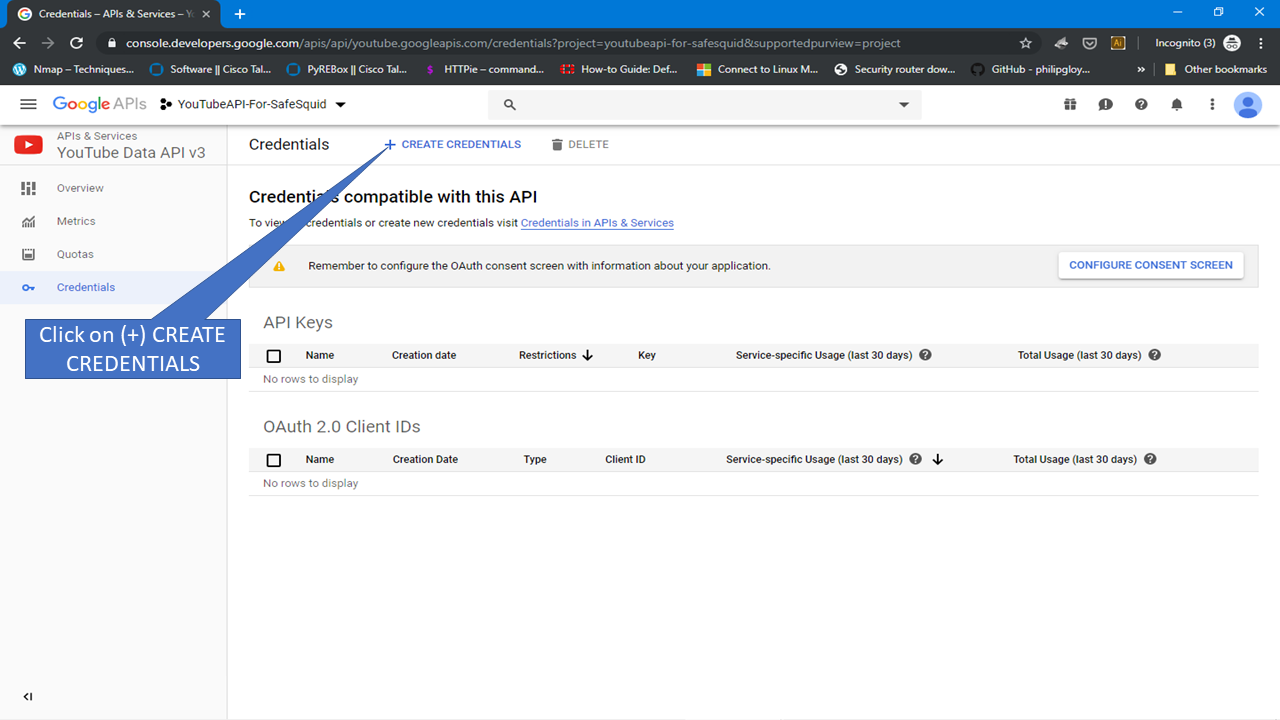 Credentials – APIs & Services – Y
console.developers.google.com/apis/api/youtube.googleapis.com/credentials?project=youtubeapi-for-safesquid&supportedpurview=project
Ai
Incognito (3)
Nmap – Techniques...
Software || Cisco Tal...
PyREBox || Cisco Tal...
$ HTTPie – command...
How-to Guide: Def...
Connect to Linux M...
Security router dow...
GitHub - philipgloy...
»
Other bookmarks
Google APIs
YouTubeAPI-For-SafeSquid
APIs & Services
YouTube Data API v3
Credentials
+ CREATE CREDENTIALS
DELETE
Overview
Metrics
Quotas
Credentials
Click on (+) CREATE
CREDENTIALS
Credentials compatible with this API
To view credentials or create new credentials visit Credentials in APIs & Services
Remember to configure the OAuth consent screen with information about your application.
CONFIGURE CONSENT SCREEN
API Keys
Name Creation date Restrictions Key Service-specific Usage (last 30 days) ? Total Usage (last 30 days) ?
No rows to display
OAuth 2.0 Client IDs
Name Creation Date Type Client ID Service-specific Usage (last 30 days) ? Total Usage (last 30 days) ?
No rows to display